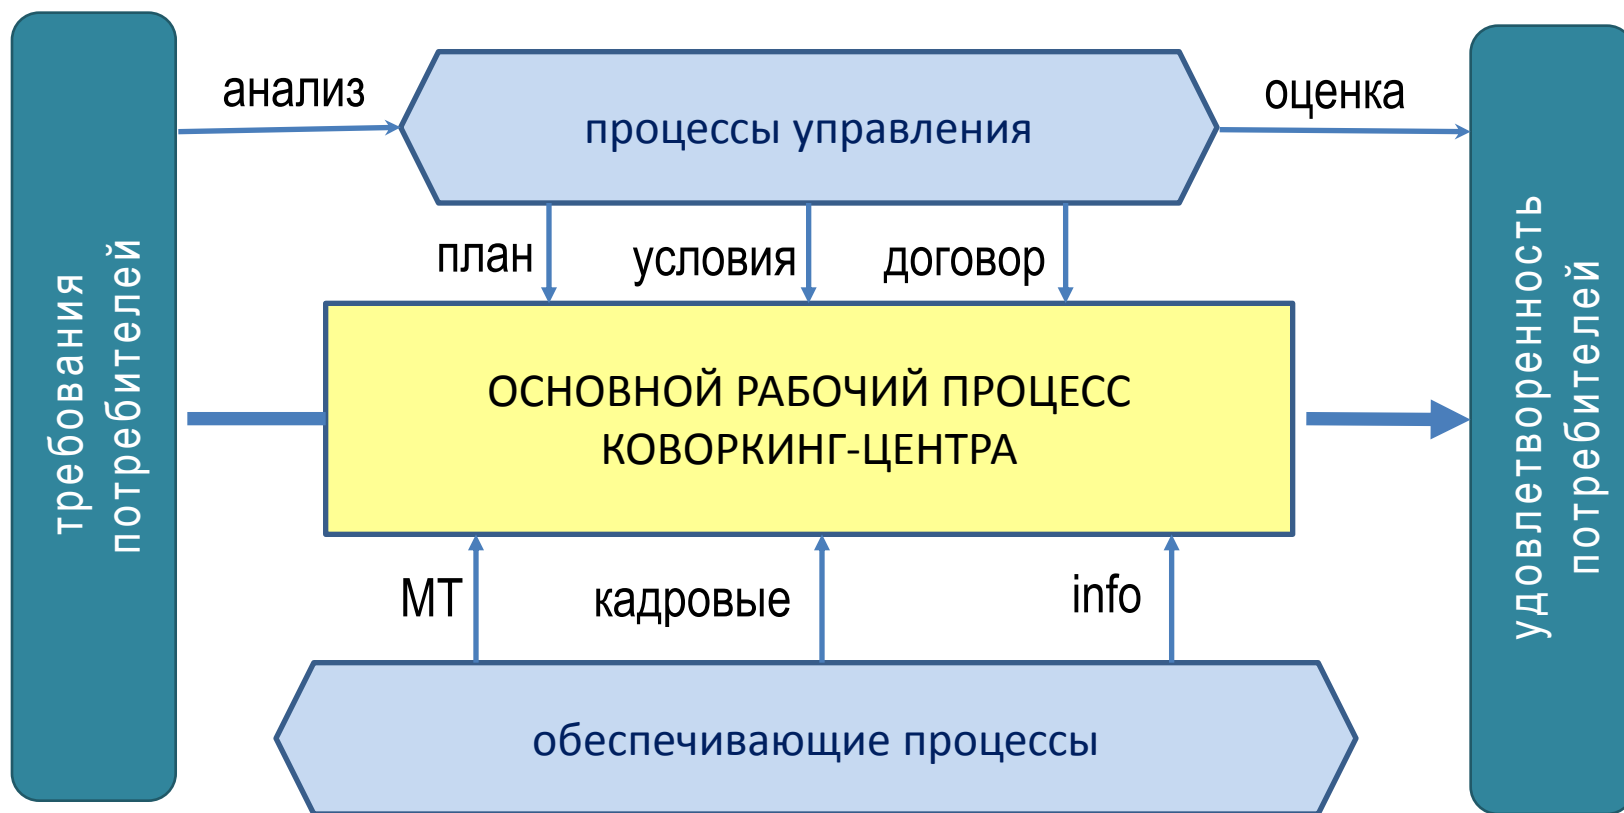 требования
потребителей
анализ
процессы управления
оценка
план
условия
договор
ОСНОВНОЙ РАБОЧИЙ ПРОЦЕСС
КОВОРКИНГ-ЦЕНТРА
МТ
кадровые
info
обеспечивающие процессы
удовлетворенность
потребителей